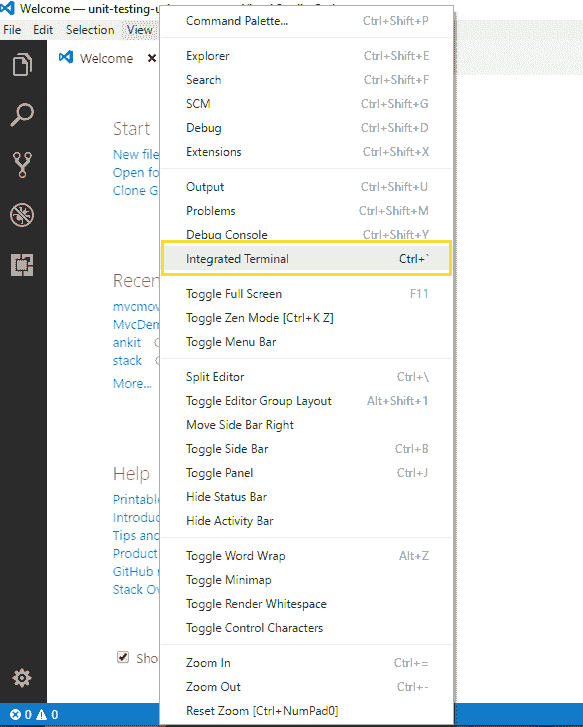 Welcome — unit-testing-u
File Edit Selection View
Welcome ×
Start
New file
Open fo
Clone G
Recen
mvcmov
MvcDem
ankit
stack
More...
Help
Printable
Introduc
Tips and
Product
GitHub r
Stack Ov
Sho
0 0
Command Palette... Ctrl+Shift+P
Explorer Ctrl+Shift+E
Search Ctrl+Shift+F
SCM Ctrl+Shift+G
Debug Ctrl+Shift+D
Extensions Ctrl+Shift+X
Output Ctrl+Shift+U
Problems Ctrl+Shift+M
Debug Console Ctrl+Shift+Y
Integrated Terminal Ctrl+`
Toggle Full Screen F11
Toggle Zen Mode [Ctrl+K Z]
Toggle Menu Bar
Split Editor Ctrl+\
Toggle Editor Group Layout Alt+Shift+1
Move Side Bar Right
Toggle Side Bar Ctrl+B
Toggle Panel Ctrl+J
Hide Status Bar
Hide Activity Bar
Toggle Word Wrap Alt+Z
Toggle Minimap
Toggle Render Whitespace
Toggle Control Characters
Zoom In Ctrl+=
Zoom Out Ctrl+-
Reset Zoom [Ctrl+NumPad0]